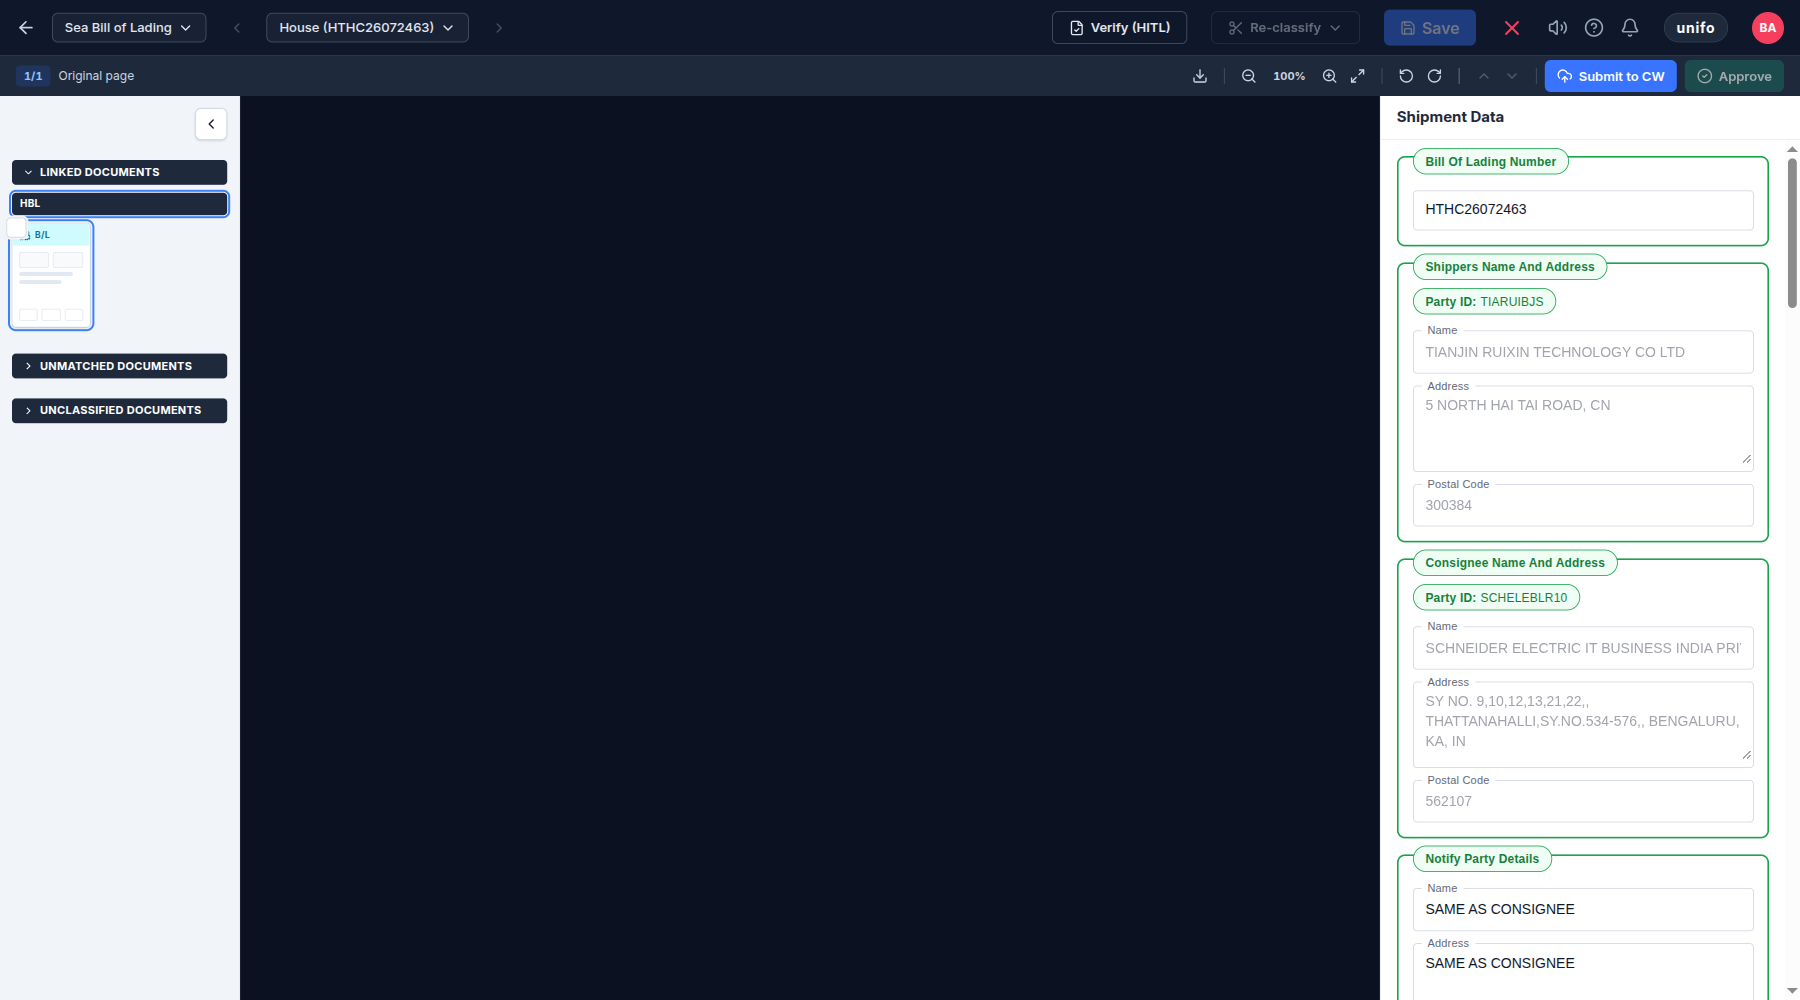 Sea Bill of Lading
House (HTHC26072463)
Verify (HITL)
Re-classify
Save
unifo
BA
1/1
Original page
100%
Submit to CW
Approve
LINKED DOCUMENTS
HBL
B/L
UNMATCHED DOCUMENTS
UNCLASSIFIED DOCUMENTS
Shipment Data
Bill Of Lading Number
HTHC26072463
Shippers Name And Address
Party ID: TIARUIBJS
Name
TIANJIN RUIXIN TECHNOLOGY CO LTD
Address
5 NORTH HAI TAI ROAD, CN
Postal Code
300384
Consignee Name And Address
Party ID: SCHELEBLR10
Name
SCHNEIDER ELECTRIC IT BUSINESS INDIA PRI
Address
SY NO. 9,10,12,13,21,22,,
THATTANAHALLI,SY.NO.534-576,, BENGALURU,
KA, IN
Postal Code
562107
Notify Party Details
Name
SAME AS CONSIGNEE
Address
SAME AS CONSIGNEE